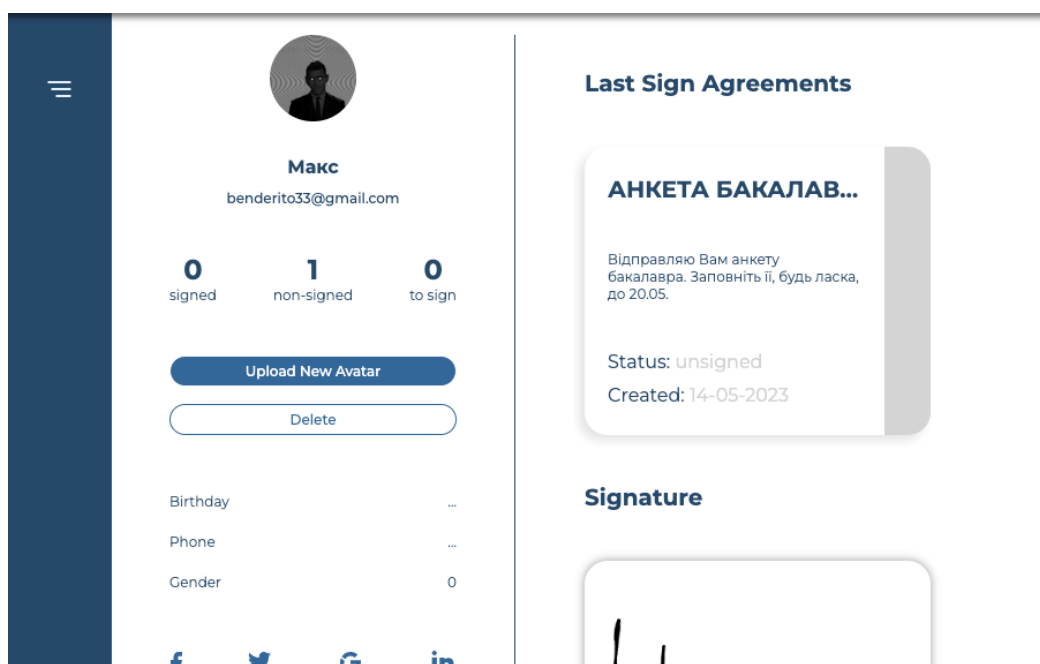 Макс
benderito33@gmail.com
0 1 0
signed non-signed to sign
Upload New Avatar
Delete
Birthday ...
Phone ...
Gender 0
Last Sign Agreements
АНКЕТА БАКАЛАВ...
Відправляю Вам анкету
бакалавра. Заповніть її, будь ласка,
до 20.05.
Status: unsigned
Created: 14-05-2023
Signature